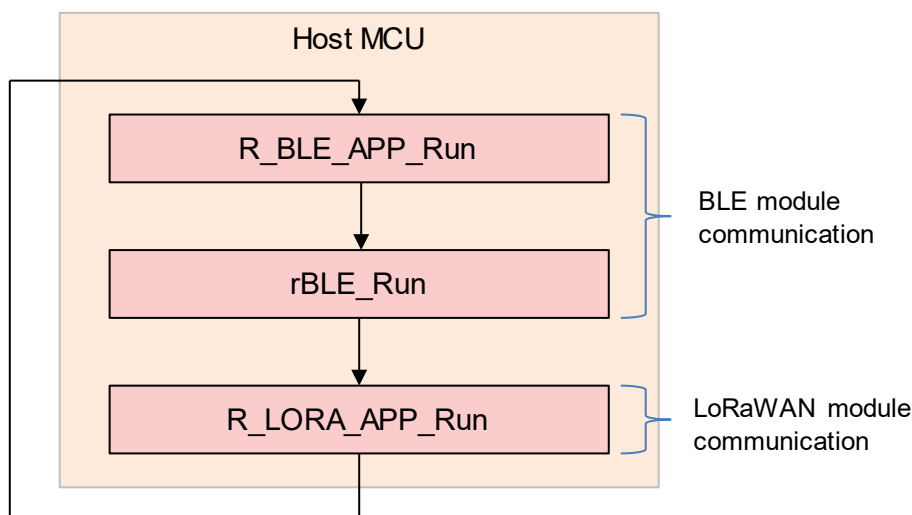 Host MCU
R_BLE_APP_Run
rBLE_Run
BLE module
communication
R_LORA_APP_Run
LoRaWAN module
communication